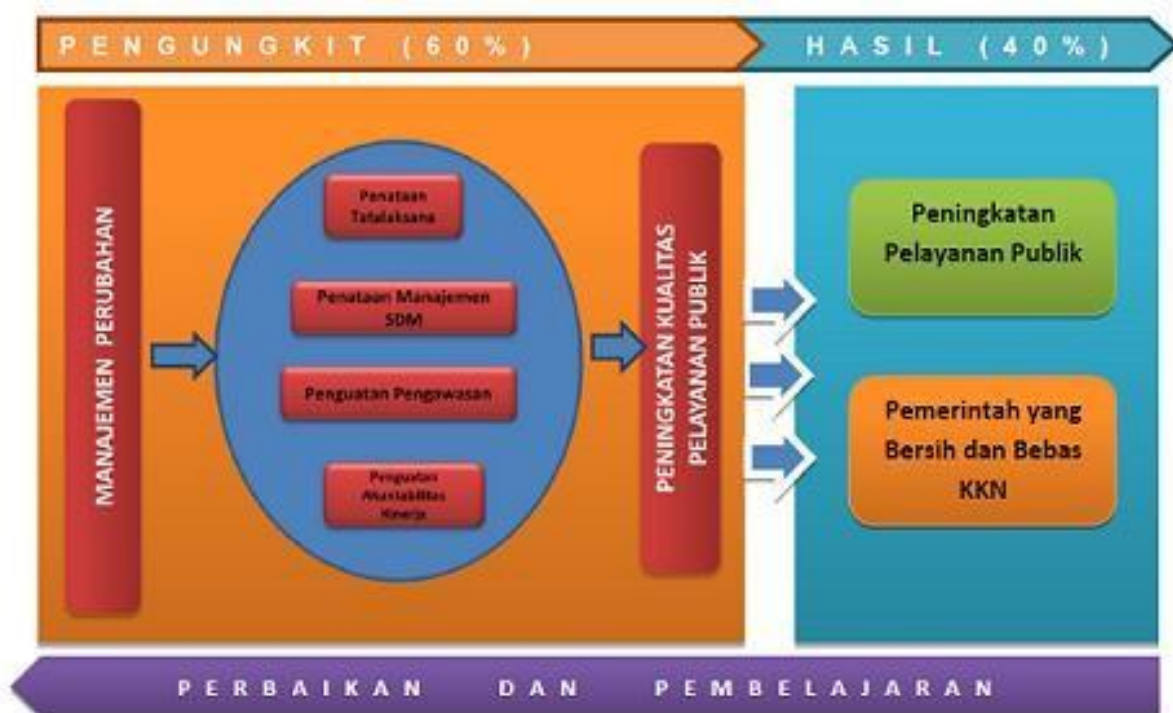 PENGUNGKIT (60%)
HASIL (40%)
MANAJEMEN PERUBAHAN
Penataan
Tatalaksana
Penataan Manajemen
SDM
Penguatan Pengawasan
Penguatan
Akuntabilitas
Kinerja
PENINGKATAN KUALITAS
PELAYANAN PUBLIK
Peningkatan
Pelayanan Publik
Pemerintah yang
Bersih dan Bebas
KKN
PERBAIKAN DAN PEMBELAJARAN